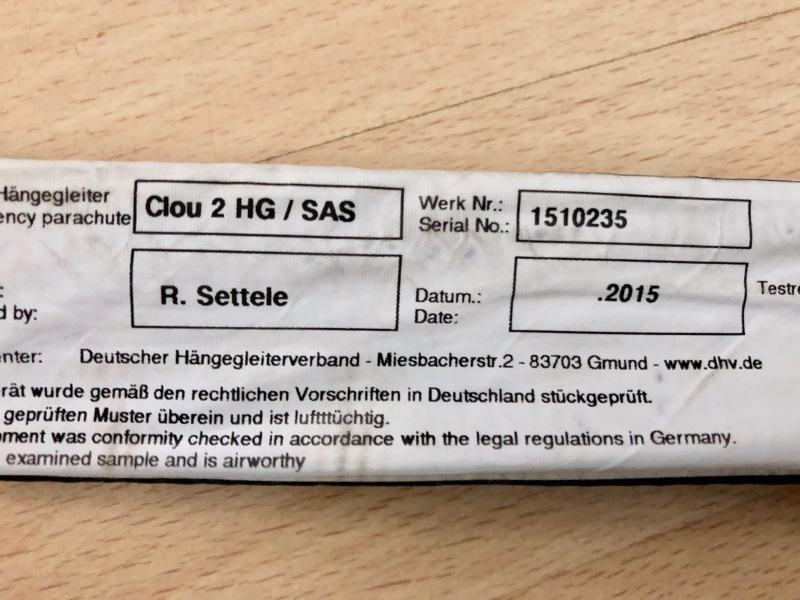 Hängegleiter
ency parachute
Clou 2 HG / SAS
Werk Nr.:
Serial No.:
1510235
d by:
R. Settele
Datum.:
Date:
.2015
Testre
enter: Deutscher Hängegleiterverband - Miesbacherstr.2 - 83703 Gmund - www.dhv.de
rät wurde gemäß den rechtlichen Vorschriften in Deutschland stückgeprüft.
geprüften Muster überein und ist luftttüchtig.
ment was conformity checked in accordance with the legal regulations in Germany.
examined sample and is airworthy